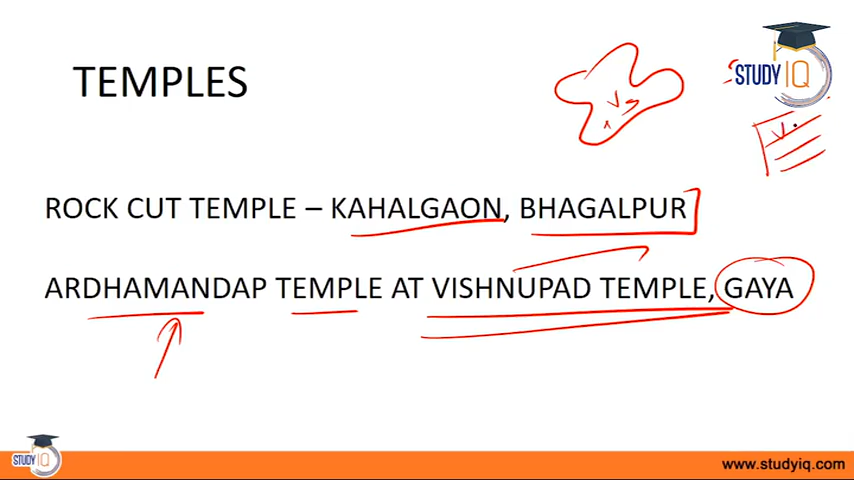 STUDY IQ
TEMPLES
Vs
V.
ROCK CUT TEMPLE – KAHALGAON, BHAGALPUR
ARDHAMANDAP TEMPLE AT VISHNUPAD TEMPLE, GAYA
STUDY IQ
www.studyiq.com